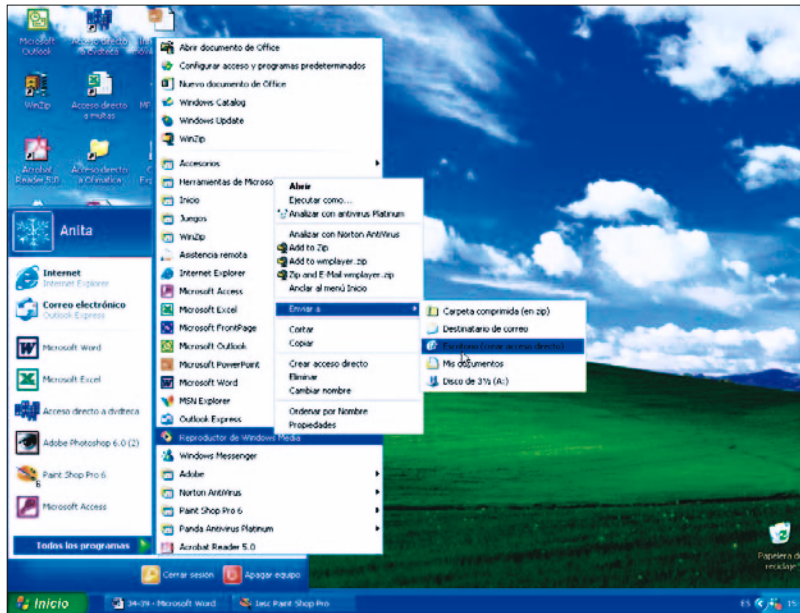 Microsoft Outlook
Acceso directo a dvdteca
WinZip
Acceso directo a multas
MP
Acrobat Reader 5.0
Acceso directo a Ofimática
Anita
Internet
Internet Explorer
Correo electrónico
Outlook Express
Microsoft Word
Microsoft Excel
Acceso directo a dvdteca
Adobe Photoshop 6.0 (2)
Paint Shop Pro 6
Microsoft Access
Todos los programas
Abrir documento de Office
Configurar acceso y programas predeterminados
Nuevo documento de Office
Windows Catalog
Windows Update
WinZip
Accesorios
Herramientas de Microso
Inicio
Juegos
WinZip
Asistencia remota
Internet Explorer
Microsoft Access
Microsoft Excel
Microsoft FrontPage
Microsoft Outlook
Microsoft PowerPoint
Microsoft Word
MSN Explorer
Outlook Express
Reproductor de Windows Media
Windows Messenger
Adobe
Norton AntiVirus
Paint Shop Pro 6
Panda Antivirus Platinum
Acrobat Reader 5.0
Abrir
Ejecutar como...
Analizar con antivirus Platinum
Analizar con Norton AntiVirus
Add to Zip
Add to wmplayer.zip
Zip and E-Mail wmplayer.zip
Anclar al menú Inicio
Enviar a
Cortar
Copiar
Crear acceso directo
Eliminar
Cambiar nombre
Ordenar por Nombre
Propiedades
Carpeta comprimida (en zip)
Destinatario de correo
Escritorio (crear acceso directo)
Mis documentos
Disco de 3½ (A:)
Papelera de reciclaje
Cerrar sesión
Apagar equipo
Inicio
34-39 - Microsoft Word
Jasc Paint Shop Pro
ES
15